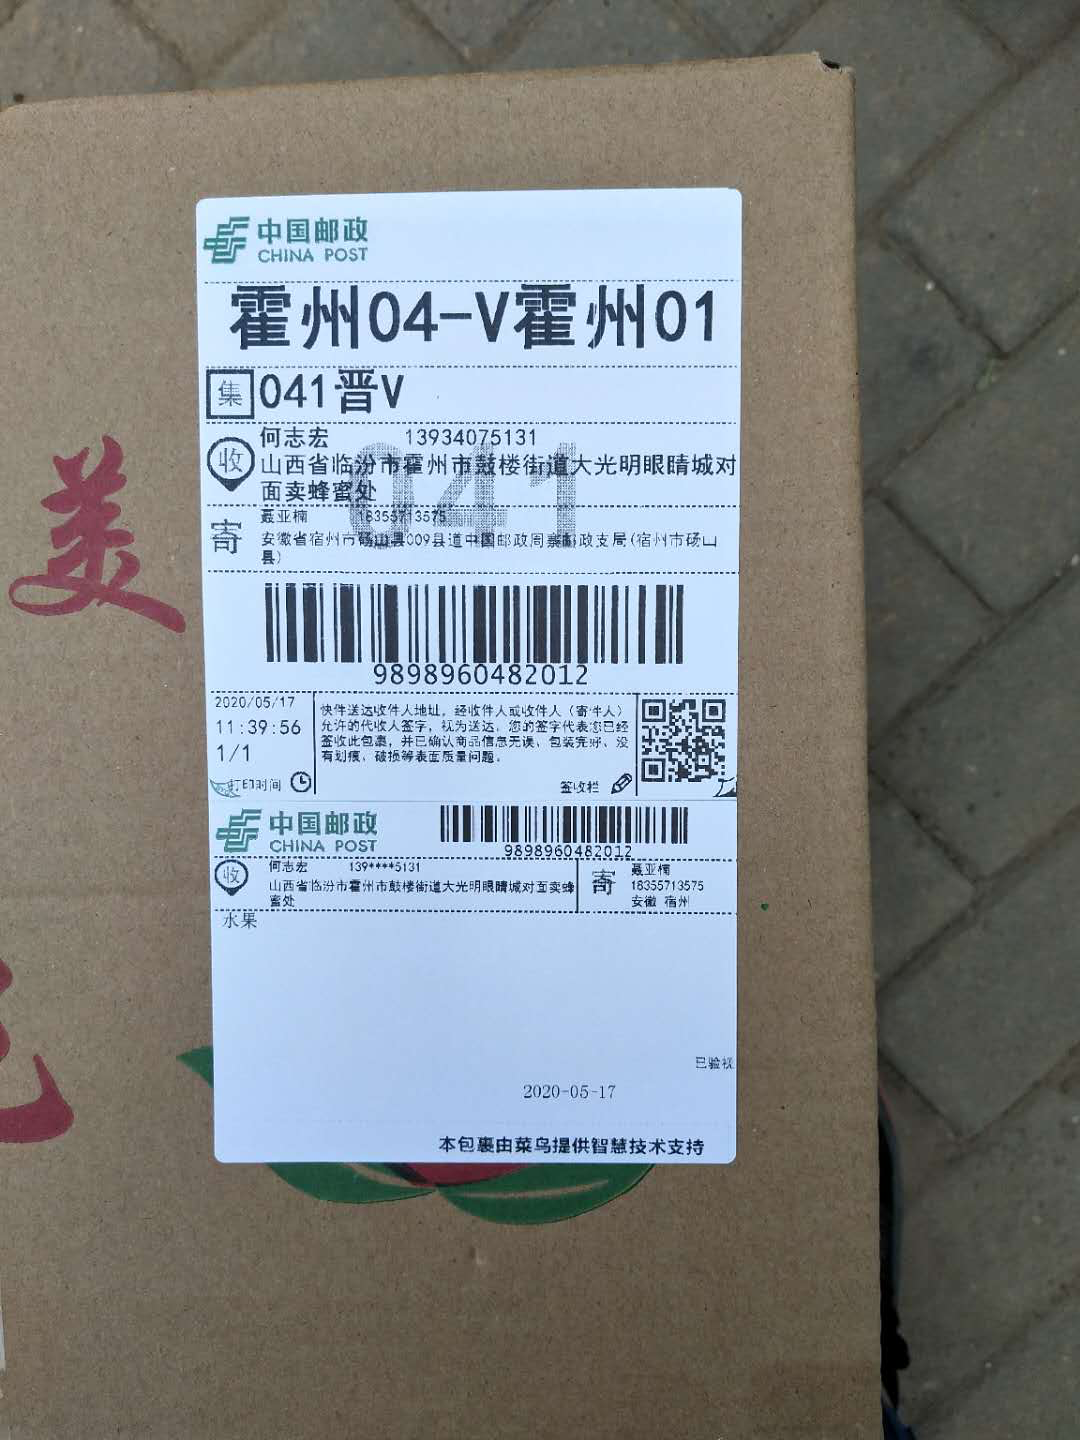 中国邮政
CHINA POST
霍州04-V霍州01
集 041晋V
041
收 何志宏 13934075131
山西省临汾市霍州市鼓楼街道大光明眼睛城对
面卖蜂蜜处
寄 聂亚楠 18355713575
安徽省宿州市砀山县009县道中国邮政周寨邮政支局(宿州市砀山
县)
9898960482012
2020/05/17
11:39:56
1/1
打印时间
快件送达收件人地址，经收件人或收件人（寄件人）
允许的代收人签字，视为送达，您的签字代表您已经
签收此包裹，并已确认商品信息无误、包装完好、没
有划痕、破损等表面质量问题。
签收栏
中国邮政
CHINA POST
9898960482012
收 何志宏 139****5131
山西省临汾市霍州市鼓楼街道大光明眼睛城对面卖蜂
蜜处
寄 聂亚楠
18355713575
安徽 宿州
水果
已验视
2020-05-17
本包裹由菜鸟提供智慧技术支持
美